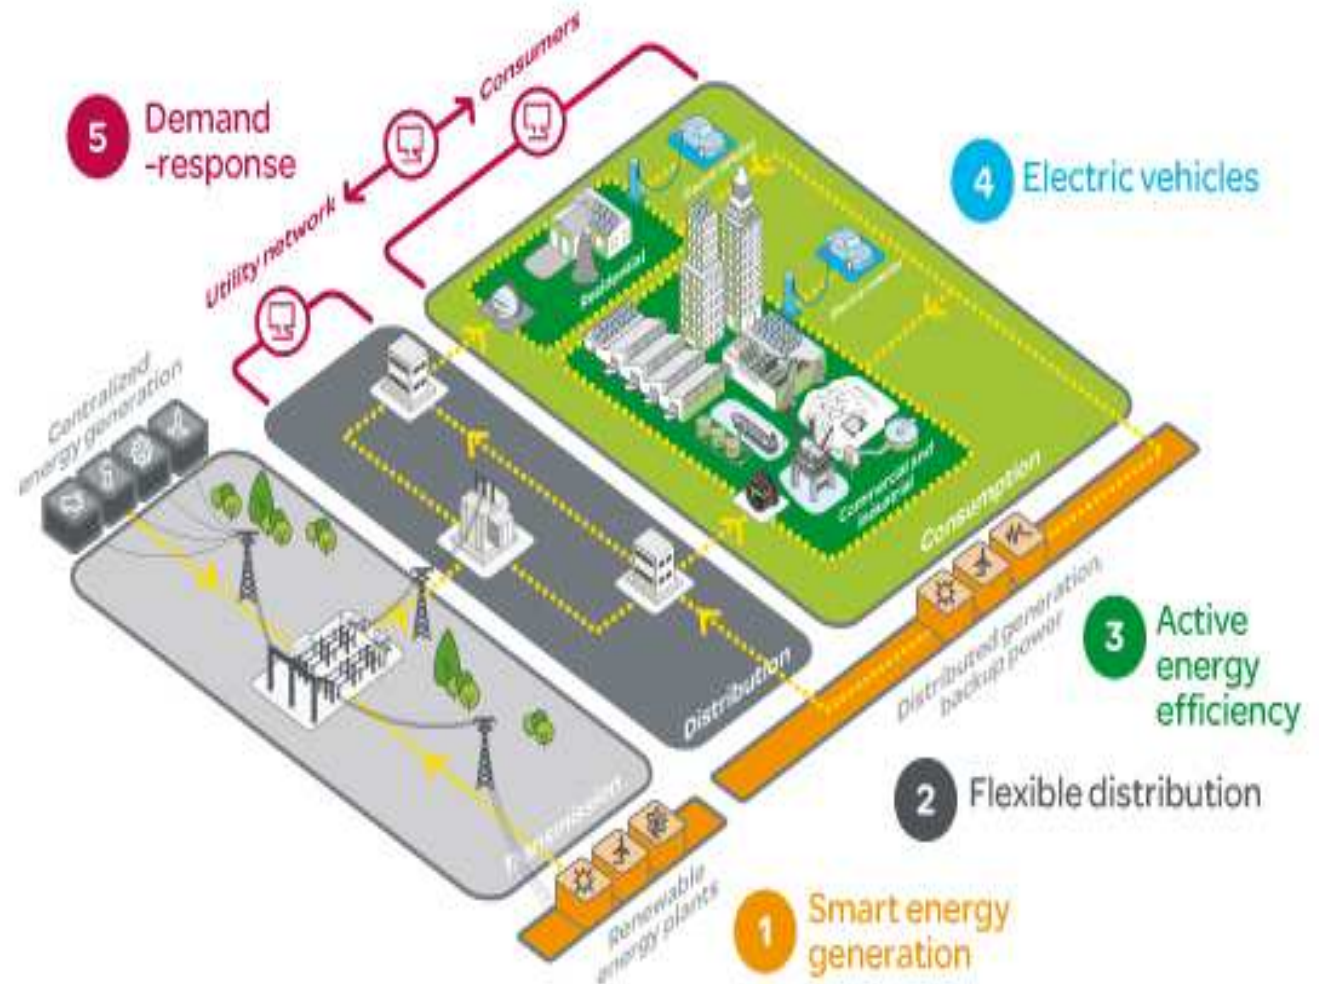 Consumers
5
Demand
-response
4
Electric vehicles
Utility network
Residential
Centralized
energy generation
Commercial and
industrial
Consumption
Distributed generation,
backup power
3
Active
energy
efficiency
Distribution
2
Flexible distribution
Transmission
Renewable
energy plants
1
Smart energy
generation